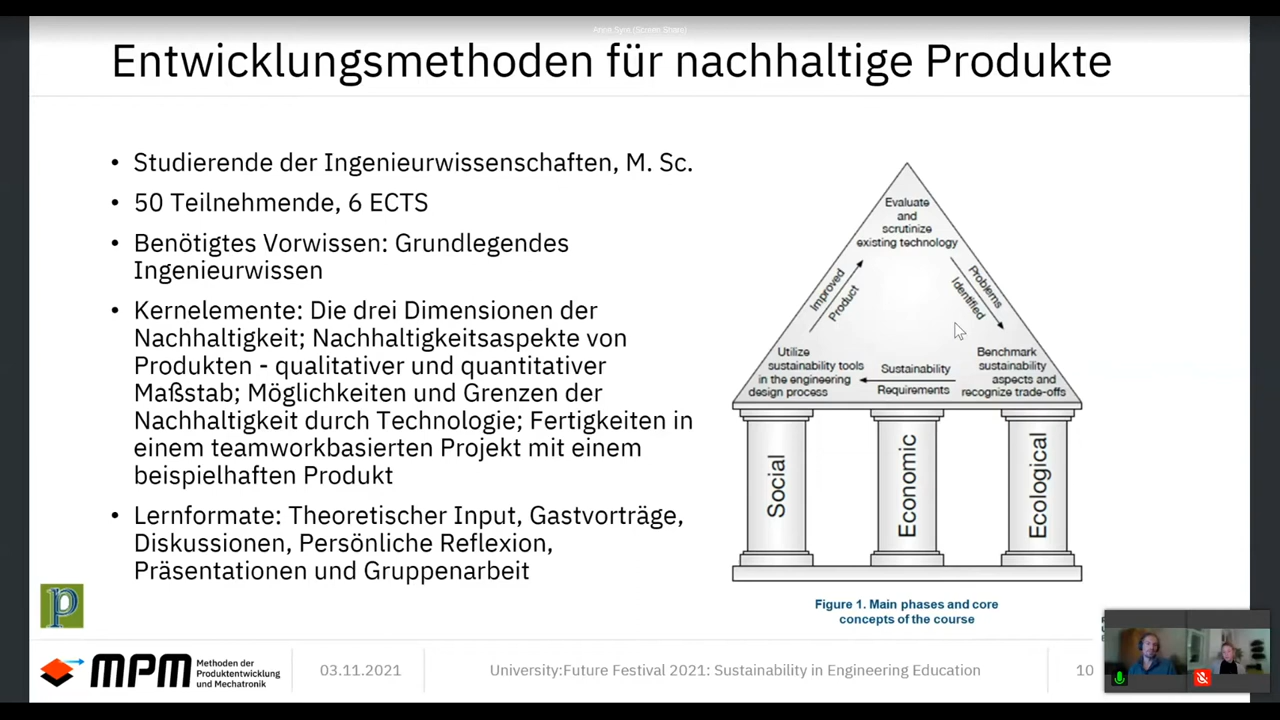 Entwicklungsmethoden für nachhaltige Produkte
• Studierende der Ingenieurwissenschaften, M. Sc.
• 50 Teilnehmende, 6 ECTS
• Benötigtes Vorwissen: Grundlegendes
Ingenieurwissen
• Kernelemente: Die drei Dimensionen der
Nachhaltigkeit; Nachhaltigkeitsaspekte von
Produkten - qualitativer und quantitativer
Maßstab; Möglichkeiten und Grenzen der
Nachhaltigkeit durch Technologie; Fertigkeiten in
einem teamworkbasierten Projekt mit einem
beispielhaften Produkt
• Lernformate: Theoretischer Input, Gastvorträge,
Diskussionen, Persönliche Reflexion,
Präsentationen und Gruppenarbeit
Evaluate
and
scrutinize
existing technology
Improved
Product
Problems
Identified
Utilize
sustainability tools
in the engineering
design process
Sustainability
Requirements
Benchmark
sustainability
aspects and
recognize trade-offs
Social
Economic
Ecological
Figure 1. Main phases and core
concepts of the course
p
MPM
Methoden der
Produktentwicklung
und Mechatronik
03.11.2021
University:Future Festival 2021: Sustainability in Engineering Education
10